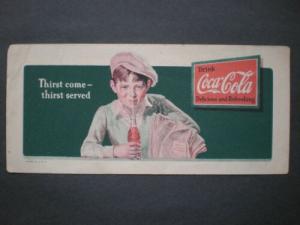 Thirst come —
thirst served
Drink
Coca-Cola
Delicious and Refreshing